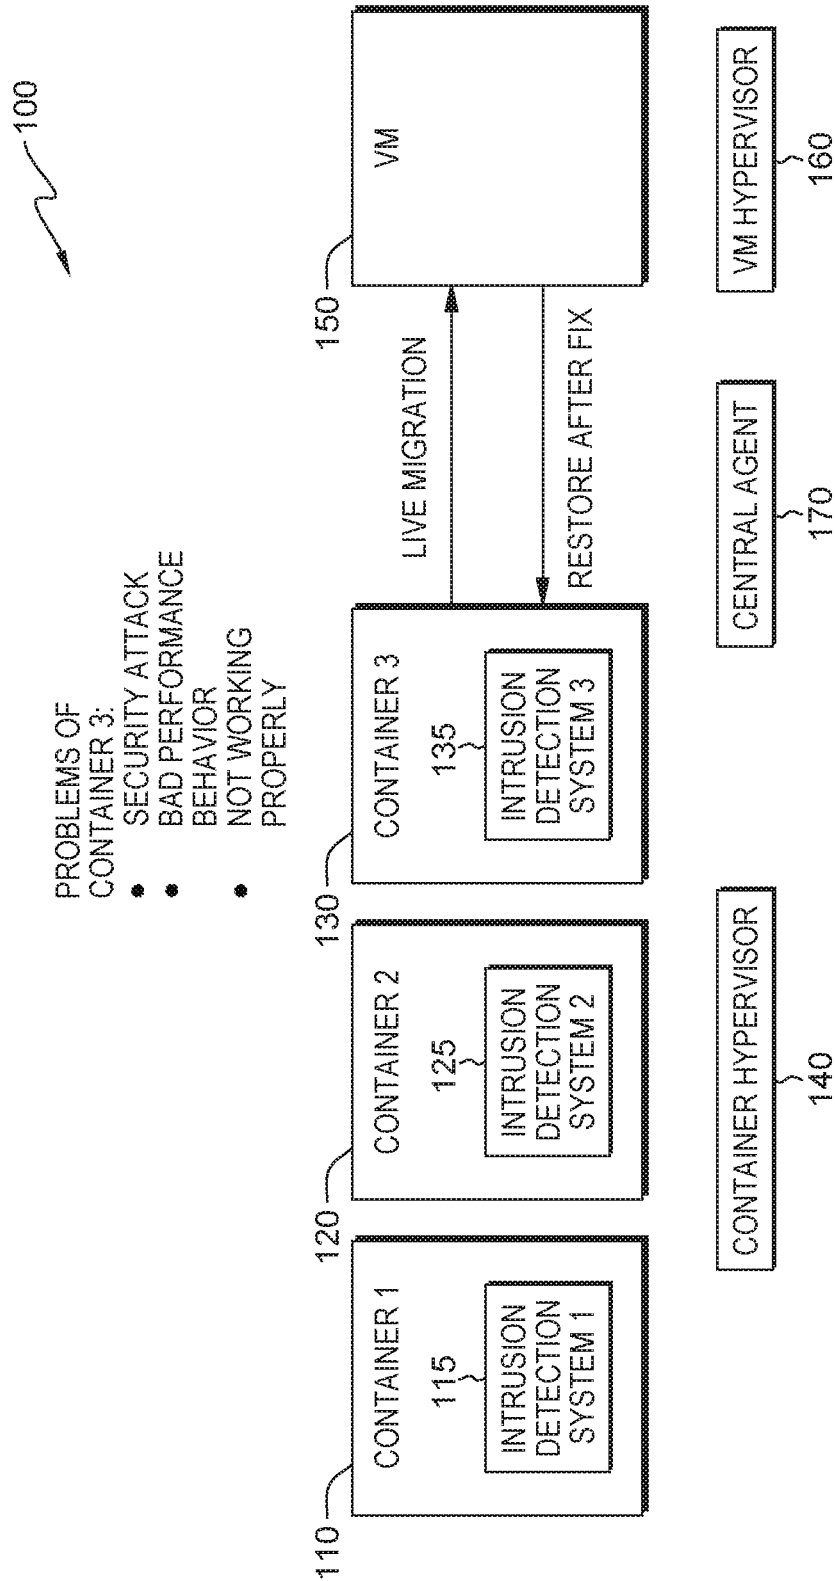 100
PROBLEMS OF
CONTAINER 3:
• SECURITY ATTACK
• BAD PERFORMANCE
BEHAVIOR
• NOT WORKING
PROPERLY
110
CONTAINER 1
115
INTRUSION
DETECTION
SYSTEM 1
120
CONTAINER 2
125
INTRUSION
DETECTION
SYSTEM 2
130
CONTAINER 3
135
INTRUSION
DETECTION
SYSTEM 3
LIVE MIGRATION
RESTORE AFTER FIX
150
VM
CONTAINER HYPERVISOR
140
CENTRAL AGENT
170
VM HYPERVISOR
160